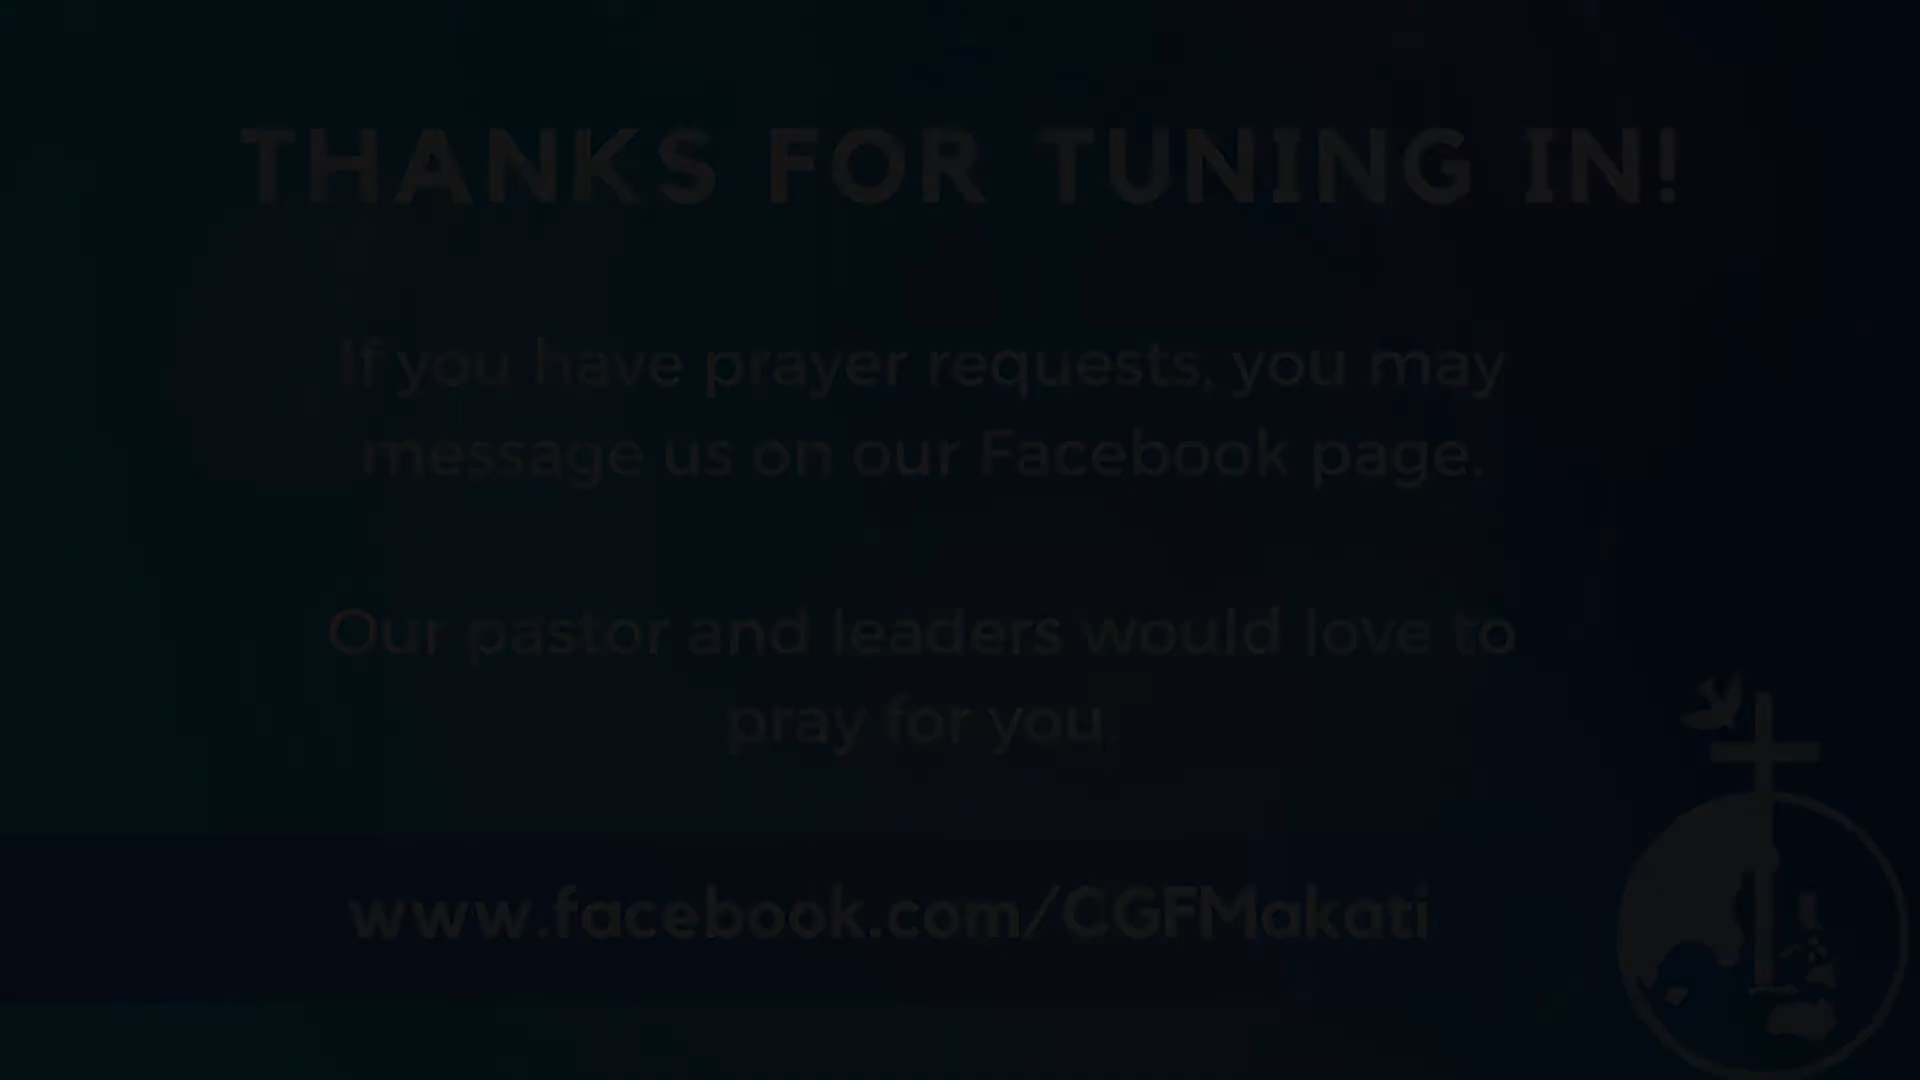 THANKS FOR TUNING IN!
If you have prayer requests, you may
message us on our Facebook page.
Our pastor and leaders would love to
pray for you.
www.facebook.com/CGFMakati